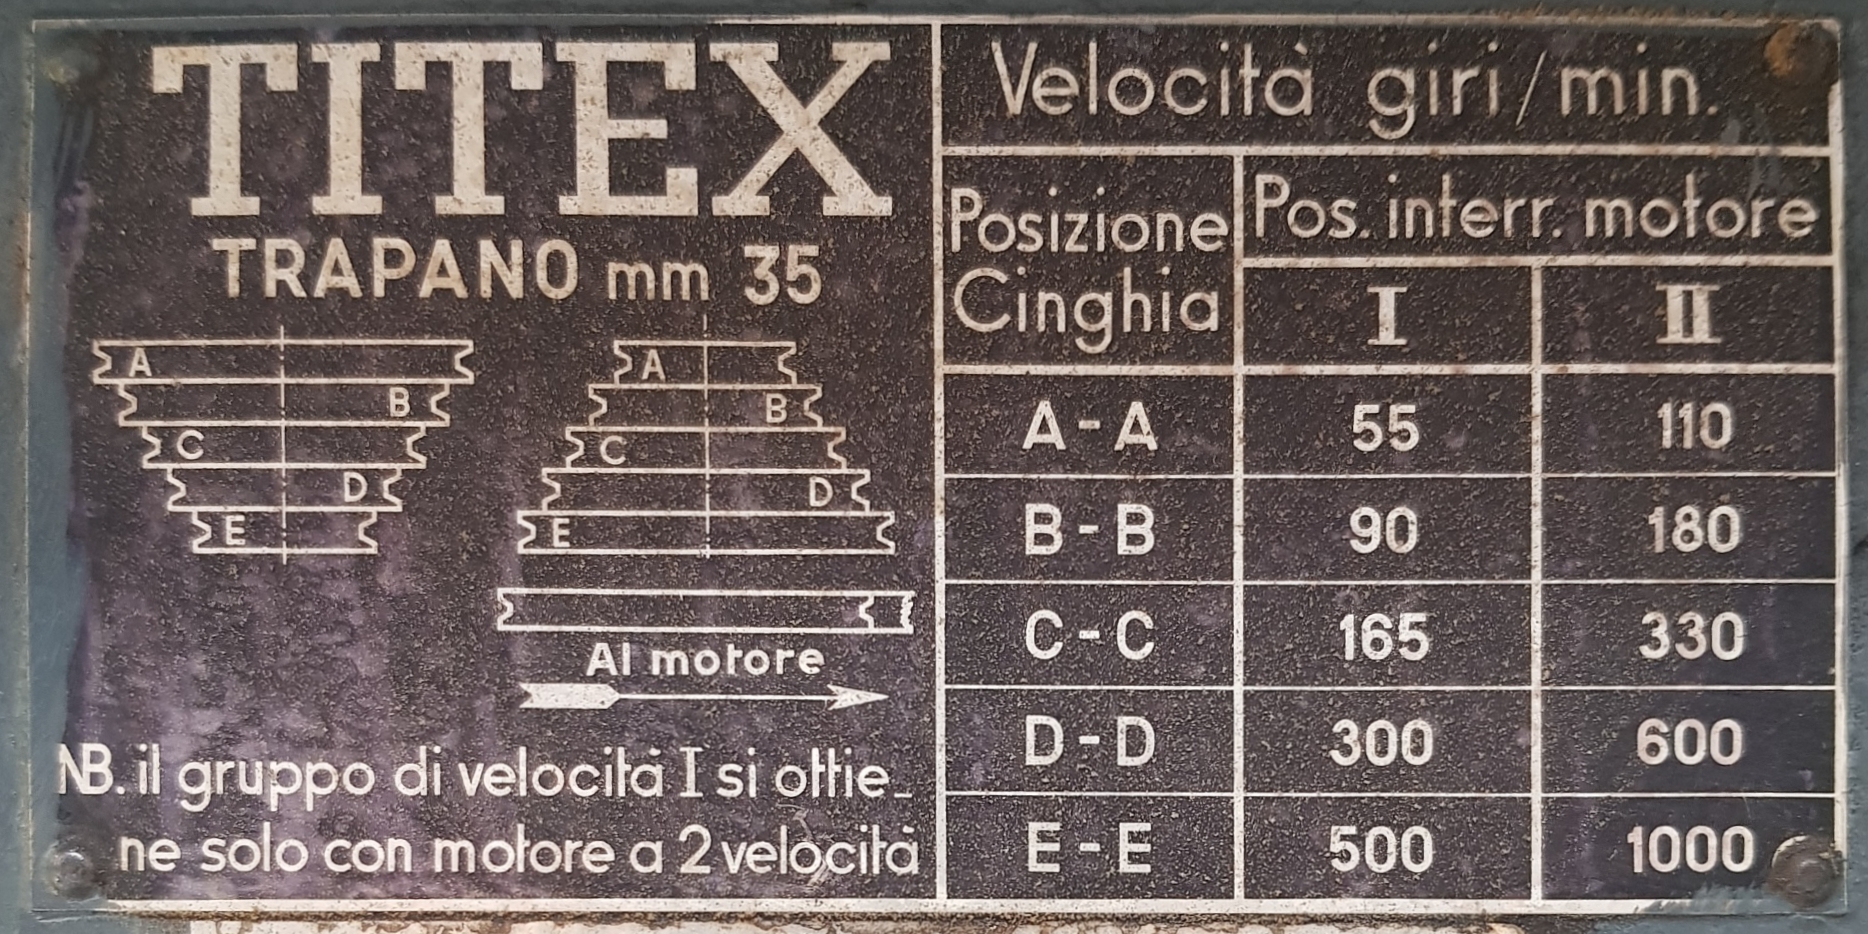 TITEX
TRAPANO mm 35
A A
B B
C C
D D
E E
Al motore
NB. il gruppo di velocità I si ottie_
ne solo con motore a 2 velocità
Velocità giri/min.
Posizione Cinghia
Pos. interr. motore
I II
A-A 55 110
B-B 90 180
C-C 165 330
D-D 300 600
E-E 500 1000